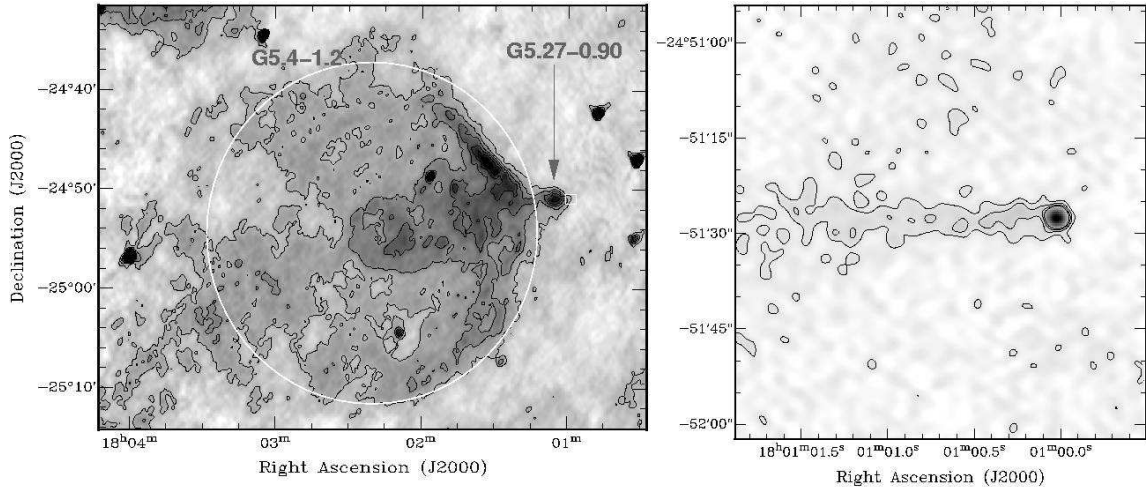 G5.4−1.2
G5.27−0.90
−24°40′
−24°50′
−25°00′
−25°10′
Declination (J2000)
18ʰ04ᵐ
03ᵐ
02ᵐ
01ᵐ
Right Ascension (J2000)
−24°51′00″
−51′15″
−51′30″
−51′45″
−52′00″
18ʰ01ᵐ01.5ˢ
01ᵐ01.0ˢ
01ᵐ00.5ˢ
01ᵐ00.0ˢ
Right Ascension (J2000)